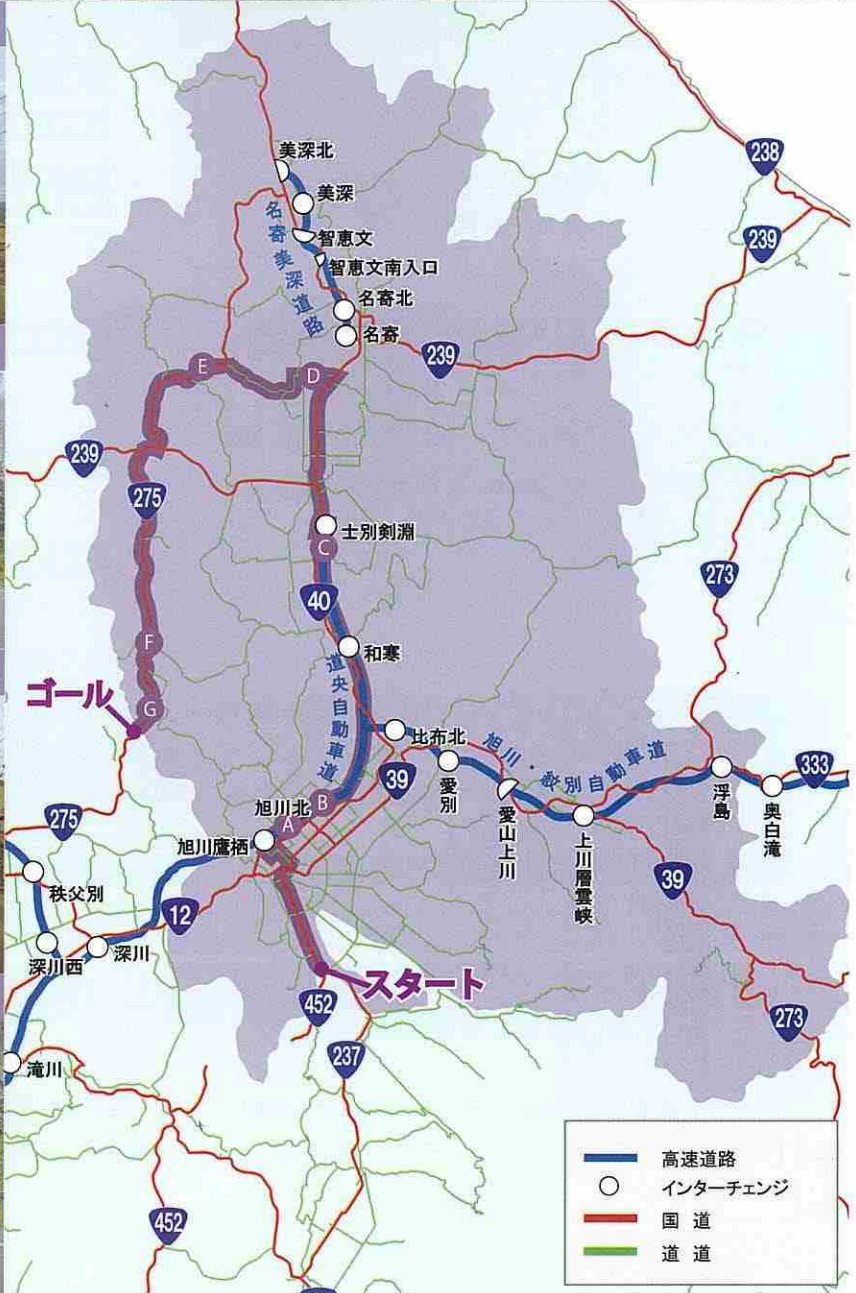 238
239
美深北
美深
智恵文
智恵文南入口
名寄美深道路
名寄北
名寄
239
E
D
239
275
士別剣淵
C
273
40
和寒
F
道央自動車道
ゴール
G
比布北
旭川 紋別自動車道
39
愛別
愛山上川
浮島
333
奥白滝
上川層雲峡
旭川北
B
A
旭川鷹栖
275
秩父別
12
39
深川西
深川
スタート
452
237
273
滝川
452
高速道路
インターチェンジ
国道
道道